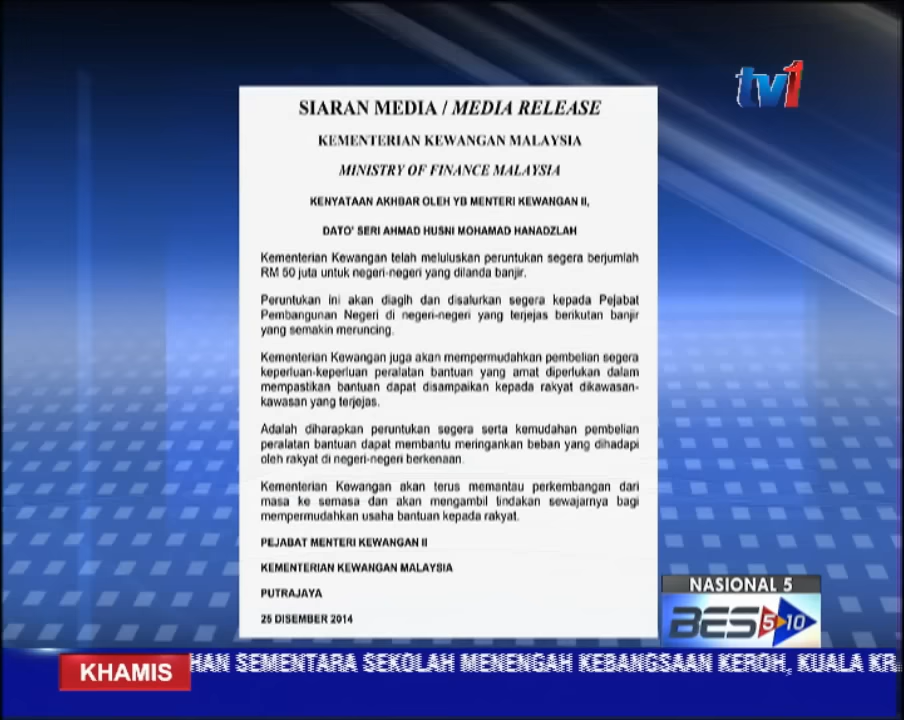 tv1
SIARAN MEDIA / MEDIA RELEASE
KEMENTERIAN KEWANGAN MALAYSIA
MINISTRY OF FINANCE MALAYSIA
KENYATAAN AKHBAR OLEH YB MENTERI KEWANGAN II,
DATO' SERI AHMAD HUSNI MOHAMAD HANADZLAH
Kementerian Kewangan telah meluluskan peruntukan segera berjumlah
RM 50 juta untuk negeri-negeri yang dilanda banjir.
Peruntukan ini akan diagih dan disalurkan segera kepada Pejabat
Pembangunan Negeri di negeri-negeri yang terjejas berikutan banjir
yang semakin meruncing.
Kementerian Kewangan juga akan mempermudahkan pembelian segera
keperluan-keperluan peralatan bantuan yang amat diperlukan dalam
mempastikan bantuan dapat disampaikan kepada rakyat dikawasan-
kawasan yang terjejas.
Adalah diharapkan peruntukan segera serta kemudahan pembelian
peralatan bantuan dapat membantu meringankan beban yang dihadapi
oleh rakyat di negeri-negeri berkenaan.
Kementerian Kewangan akan terus memantau perkembangan dari
masa ke semasa dan akan mengambil tindakan sewajarnya bagi
mempermudahkan usaha bantuan kepada rakyat.
PEJABAT MENTERI KEWANGAN II
KEMENTERIAN KEWANGAN MALAYSIA
PUTRAJAYA
25 DISEMBER 2014
NASIONAL 5
BES 5 10
KHAMIS HAN SEMENTARA SEKOLAH MENENGAH KEBANGSAAN KEROH, KUALA KR